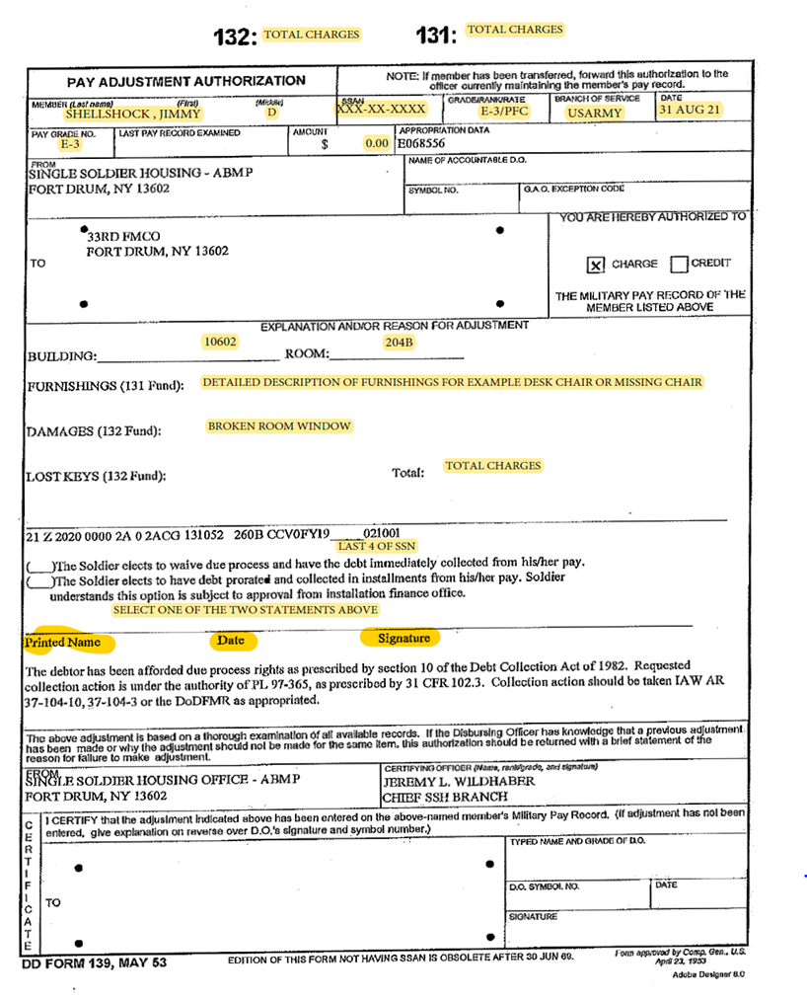 132: TOTAL CHARGES 131: TOTAL CHARGES
PAY ADJUSTMENT AUTHORIZATION
NOTE: If member has been transferred, forward this authorization to the
officer currently maintaining the member's pay record.
MEMBER (Last name) (First) (Middle) SSAN GRADE/RANK/RATE BRANCH OF SERVICE DATE
SHELLSHOCK , JIMMY D XXX-XX-XXXX E-3/PFC USARMY 31 AUG 21
PAY GRADE NO. LAST PAY RECORD EXAMINED AMOUNT APPROPRIATION DATA
E-3 $ 0.00 E068556
FROM NAME OF ACCOUNTABLE D.O.
SINGLE SOLDIER HOUSING - ABMP
FORT DRUM, NY 13602
SYMBOL NO. G.A.O. EXCEPTION CODE
YOU ARE HEREBY AUTHORIZED TO
33RD FMCO
FORT DRUM, NY 13602
TO
X CHARGE CREDIT
THE MILITARY PAY RECORD OF THE
MEMBER LISTED ABOVE
EXPLANATION AND/OR REASON FOR ADJUSTMENT
BUILDING: 10602 ROOM: 204B
FURNISHINGS (131 Fund): DETAILED DESCRIPTION OF FURNISHINGS FOR EXAMPLE DESK CHAIR OR MISSING CHAIR
DAMAGES (132 Fund): BROKEN ROOM WINDOW
LOST KEYS (132 Fund): Total: TOTAL CHARGES
21 Z 2020 0000 2A 0 2ACG 131052 260B CCV0FY19_____021001
LAST 4 OF SSN
(___)The Soldier elects to waive due process and have the debt immediately collected from his/her pay.
(___)The Soldier elects to have debt prorated and collected in installments from his/her pay. Soldier
understands this option is subject to approval from installation finance office.
SELECT ONE OF THE TWO STATEMENTS ABOVE
Printed Name Date Signature
The debtor has been afforded due process rights as prescribed by section 10 of the Debt Collection Act of 1982. Requested
collection action is under the authority of PL 97-365, as prescribed by 31 CFR 102.3. Collection action should be taken IAW AR
37-104-10, 37-104-3 or the DoDFMR as appropriated.
The above adjustment is based on a thorough examination of all available records. If the Disbursing Officer has knowledge that a previous adjustment
has been made or why the adjustment should not be made for the same item, this authorization should be returned with a brief statement of the
reason for failure to make adjustment.
FROM CERTIFYING OFFICER (Name, rank/grade, and signature)
SINGLE SOLDIER HOUSING OFFICE - ABMP JEREMY L. WILDHABER
FORT DRUM, NY 13602 CHIEF SSH BRANCH
CERTIFICATE
I CERTIFY that the adjustment indicated above has been entered on the above-named member's Military Pay Record. (If adjustment has not been
entered, give explanation on reverse over D.O.'s signature and symbol number.)
TYPED NAME AND GRADE OF D.O.
D.O. SYMBOL NO. DATE
TO
SIGNATURE
DD FORM 139, MAY 53 EDITION OF THIS FORM NOT HAVING SSAN IS OBSOLETE AFTER 30 JUN 69. Form approved by Comp. Gen., U.S.
April 23, 1953
Adobe Designer 8.0